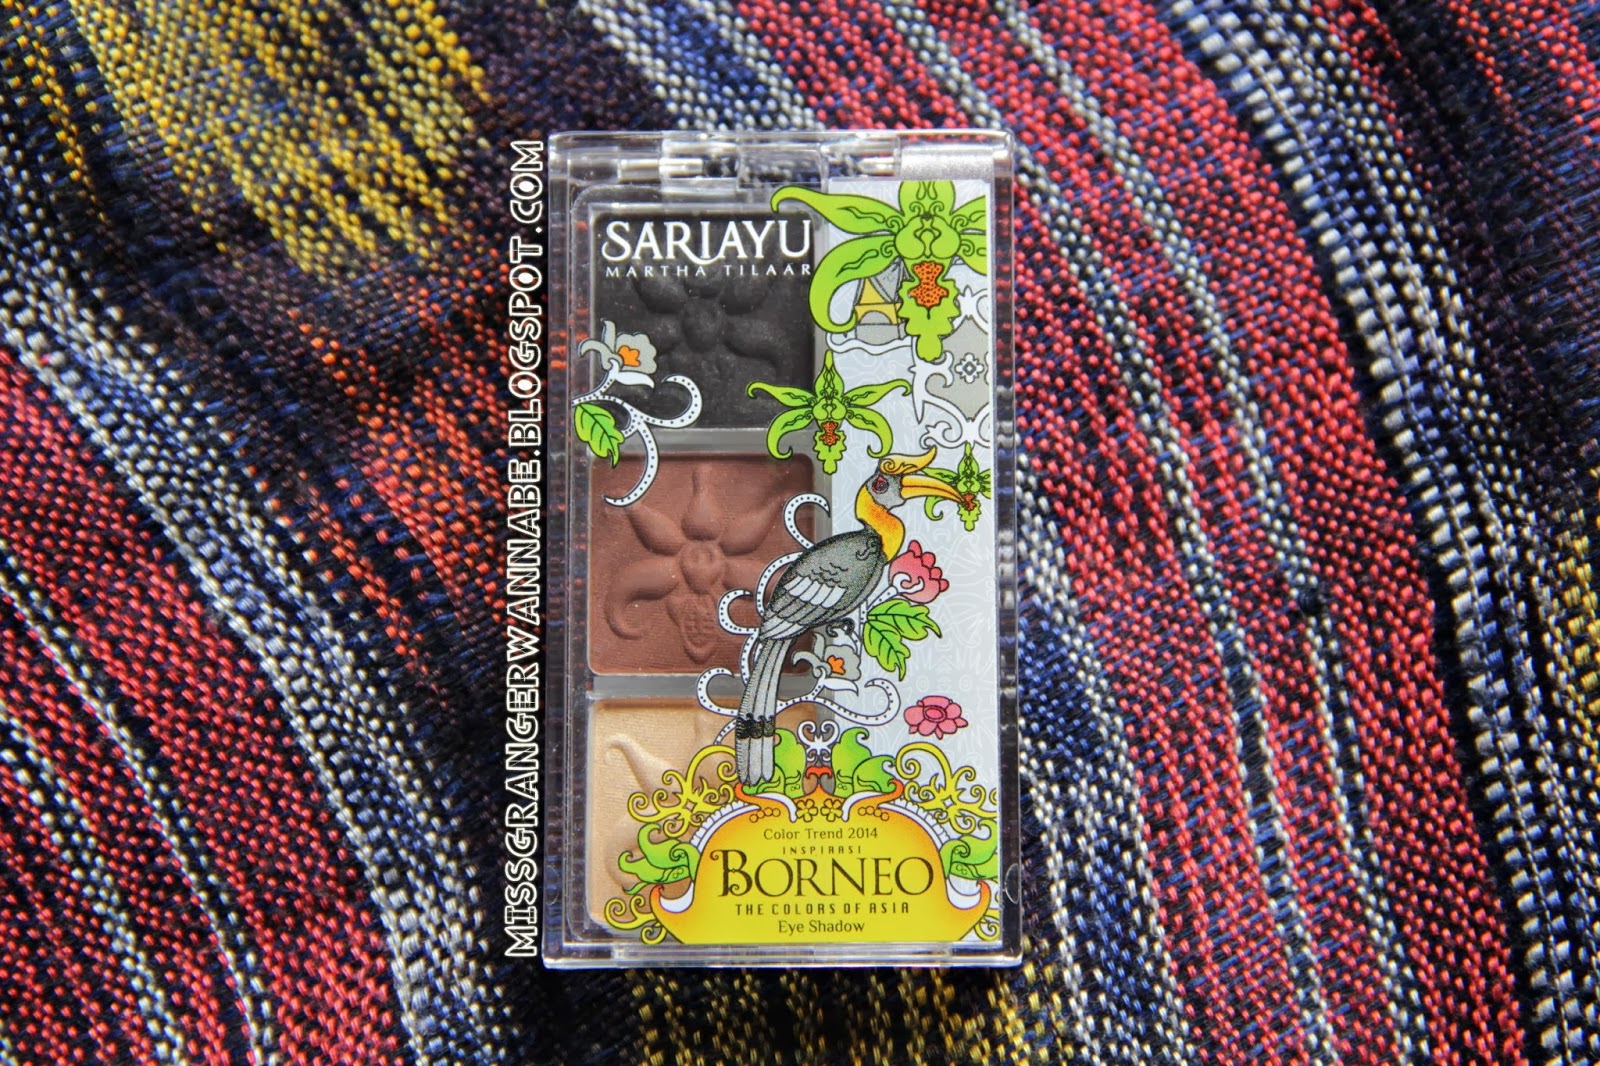 SARIAYU
MARTHA TILAAR
MISSGRANGERWANNABE.BLOGSPOT.COM
Color Trend 2014
INSPIRASI
BORNEO
THE COLORS OF ASIA
Eye Shadow